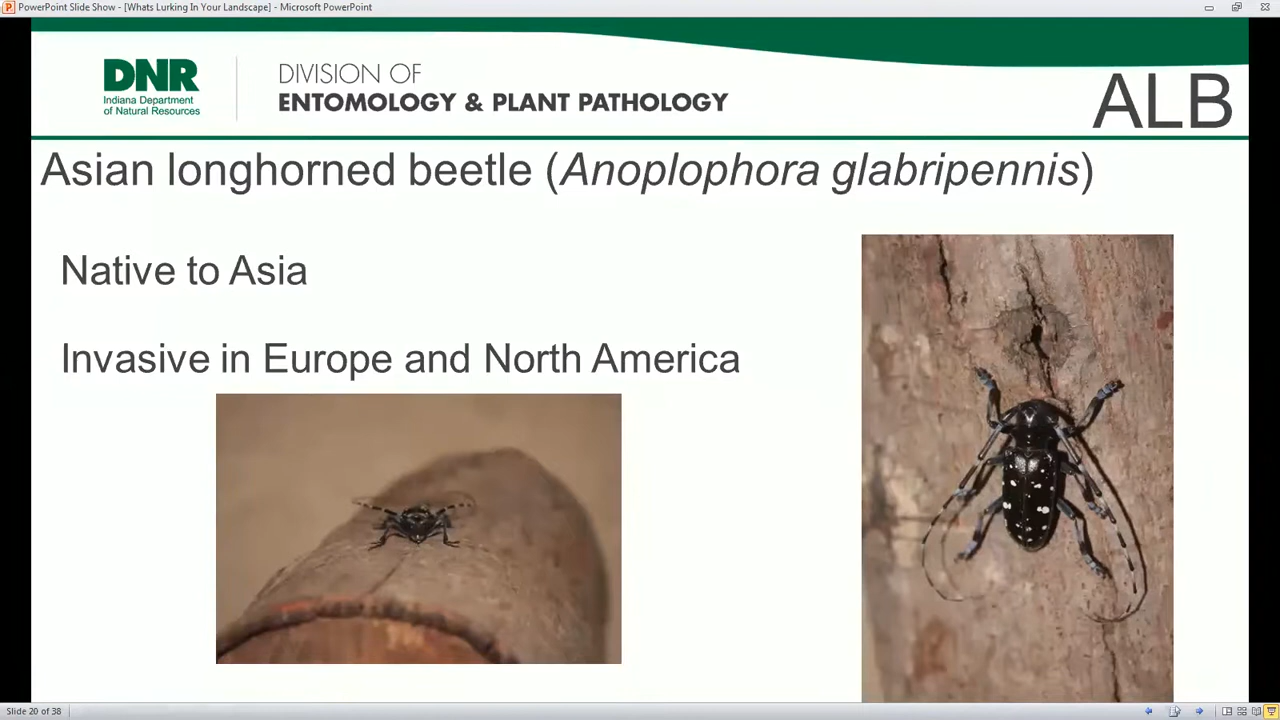 PowerPoint Slide Show - [Whats Lurking In Your Landscape] - Microsoft PowerPoint
DNR
Indiana Department
of Natural Resources
DIVISION OF
ENTOMOLOGY & PLANT PATHOLOGY
ALB
Asian longhorned beetle (Anoplophora glabripennis)
Native to Asia
Invasive in Europe and North America
Slide 20 of 38